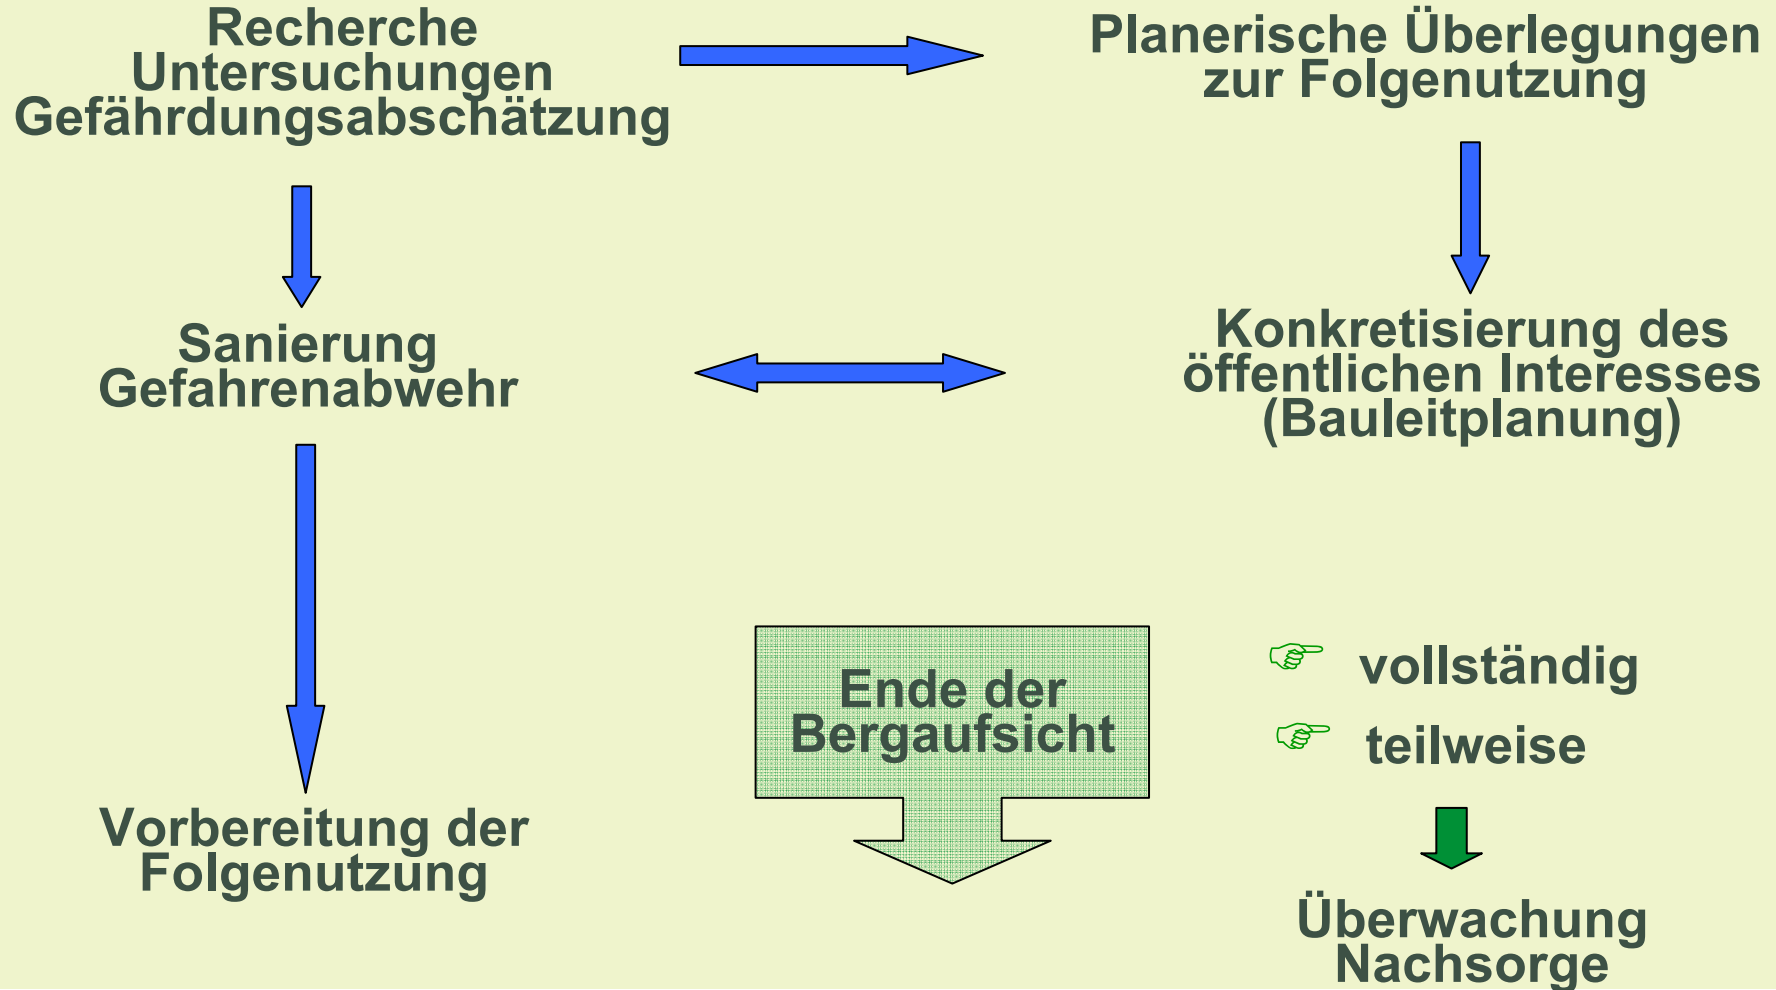 Recherche
Untersuchungen
Gefährdungsabschätzung
Planerische Überlegungen
zur Folgenutzung
Sanierung
Gefahrenabwehr
Konkretisierung des
öffentlichen Interesses
(Bauleitplanung)
Ende der
Bergaufsicht
vollständig
teilweise
Vorbereitung der
Folgenutzung
Überwachung
Nachsorge